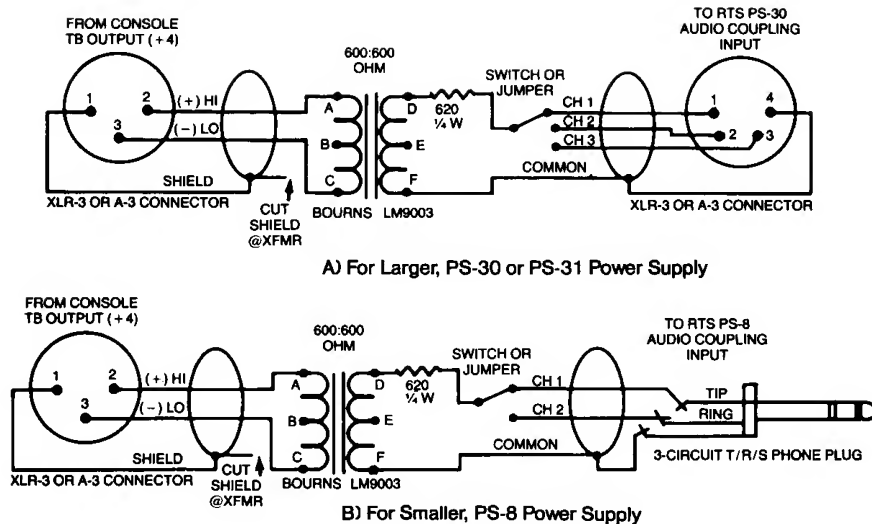 FROM CONSOLE
TB OUTPUT (+4)
TO RTS PS-30
AUDIO COUPLING
INPUT
600:600
OHM
SWITCH OR
JUMPER
1
2
3
(+) HI
(−) LO
SHIELD
XLR-3 OR A-3 CONNECTOR
CUT
SHIELD
@XFMR
A
B
C
BOURNS
D
E
F
LM9003
620
¼ W
CH 1
CH 2
CH 3
COMMON
1
4
2
3
XLR-3 OR A-3 CONNECTOR
A) For Larger, PS-30 or PS-31 Power Supply
FROM CONSOLE
TB OUTPUT (+4)
TO RTS PS-8
AUDIO COUPLING
INPUT
600:600
OHM
SWITCH OR
JUMPER
1
2
3
(+) HI
(−) LO
SHIELD
XLR-3 OR A-3 CONNECTOR
CUT
SHIELD
@XFMR
A
B
C
BOURNS
D
E
F
LM9003
620
¼ W
CH 1
CH 2
COMMON
TIP
RING
3-CIRCUIT T/R/S PHONE PLUG
B) For Smaller, PS-8 Power Supply